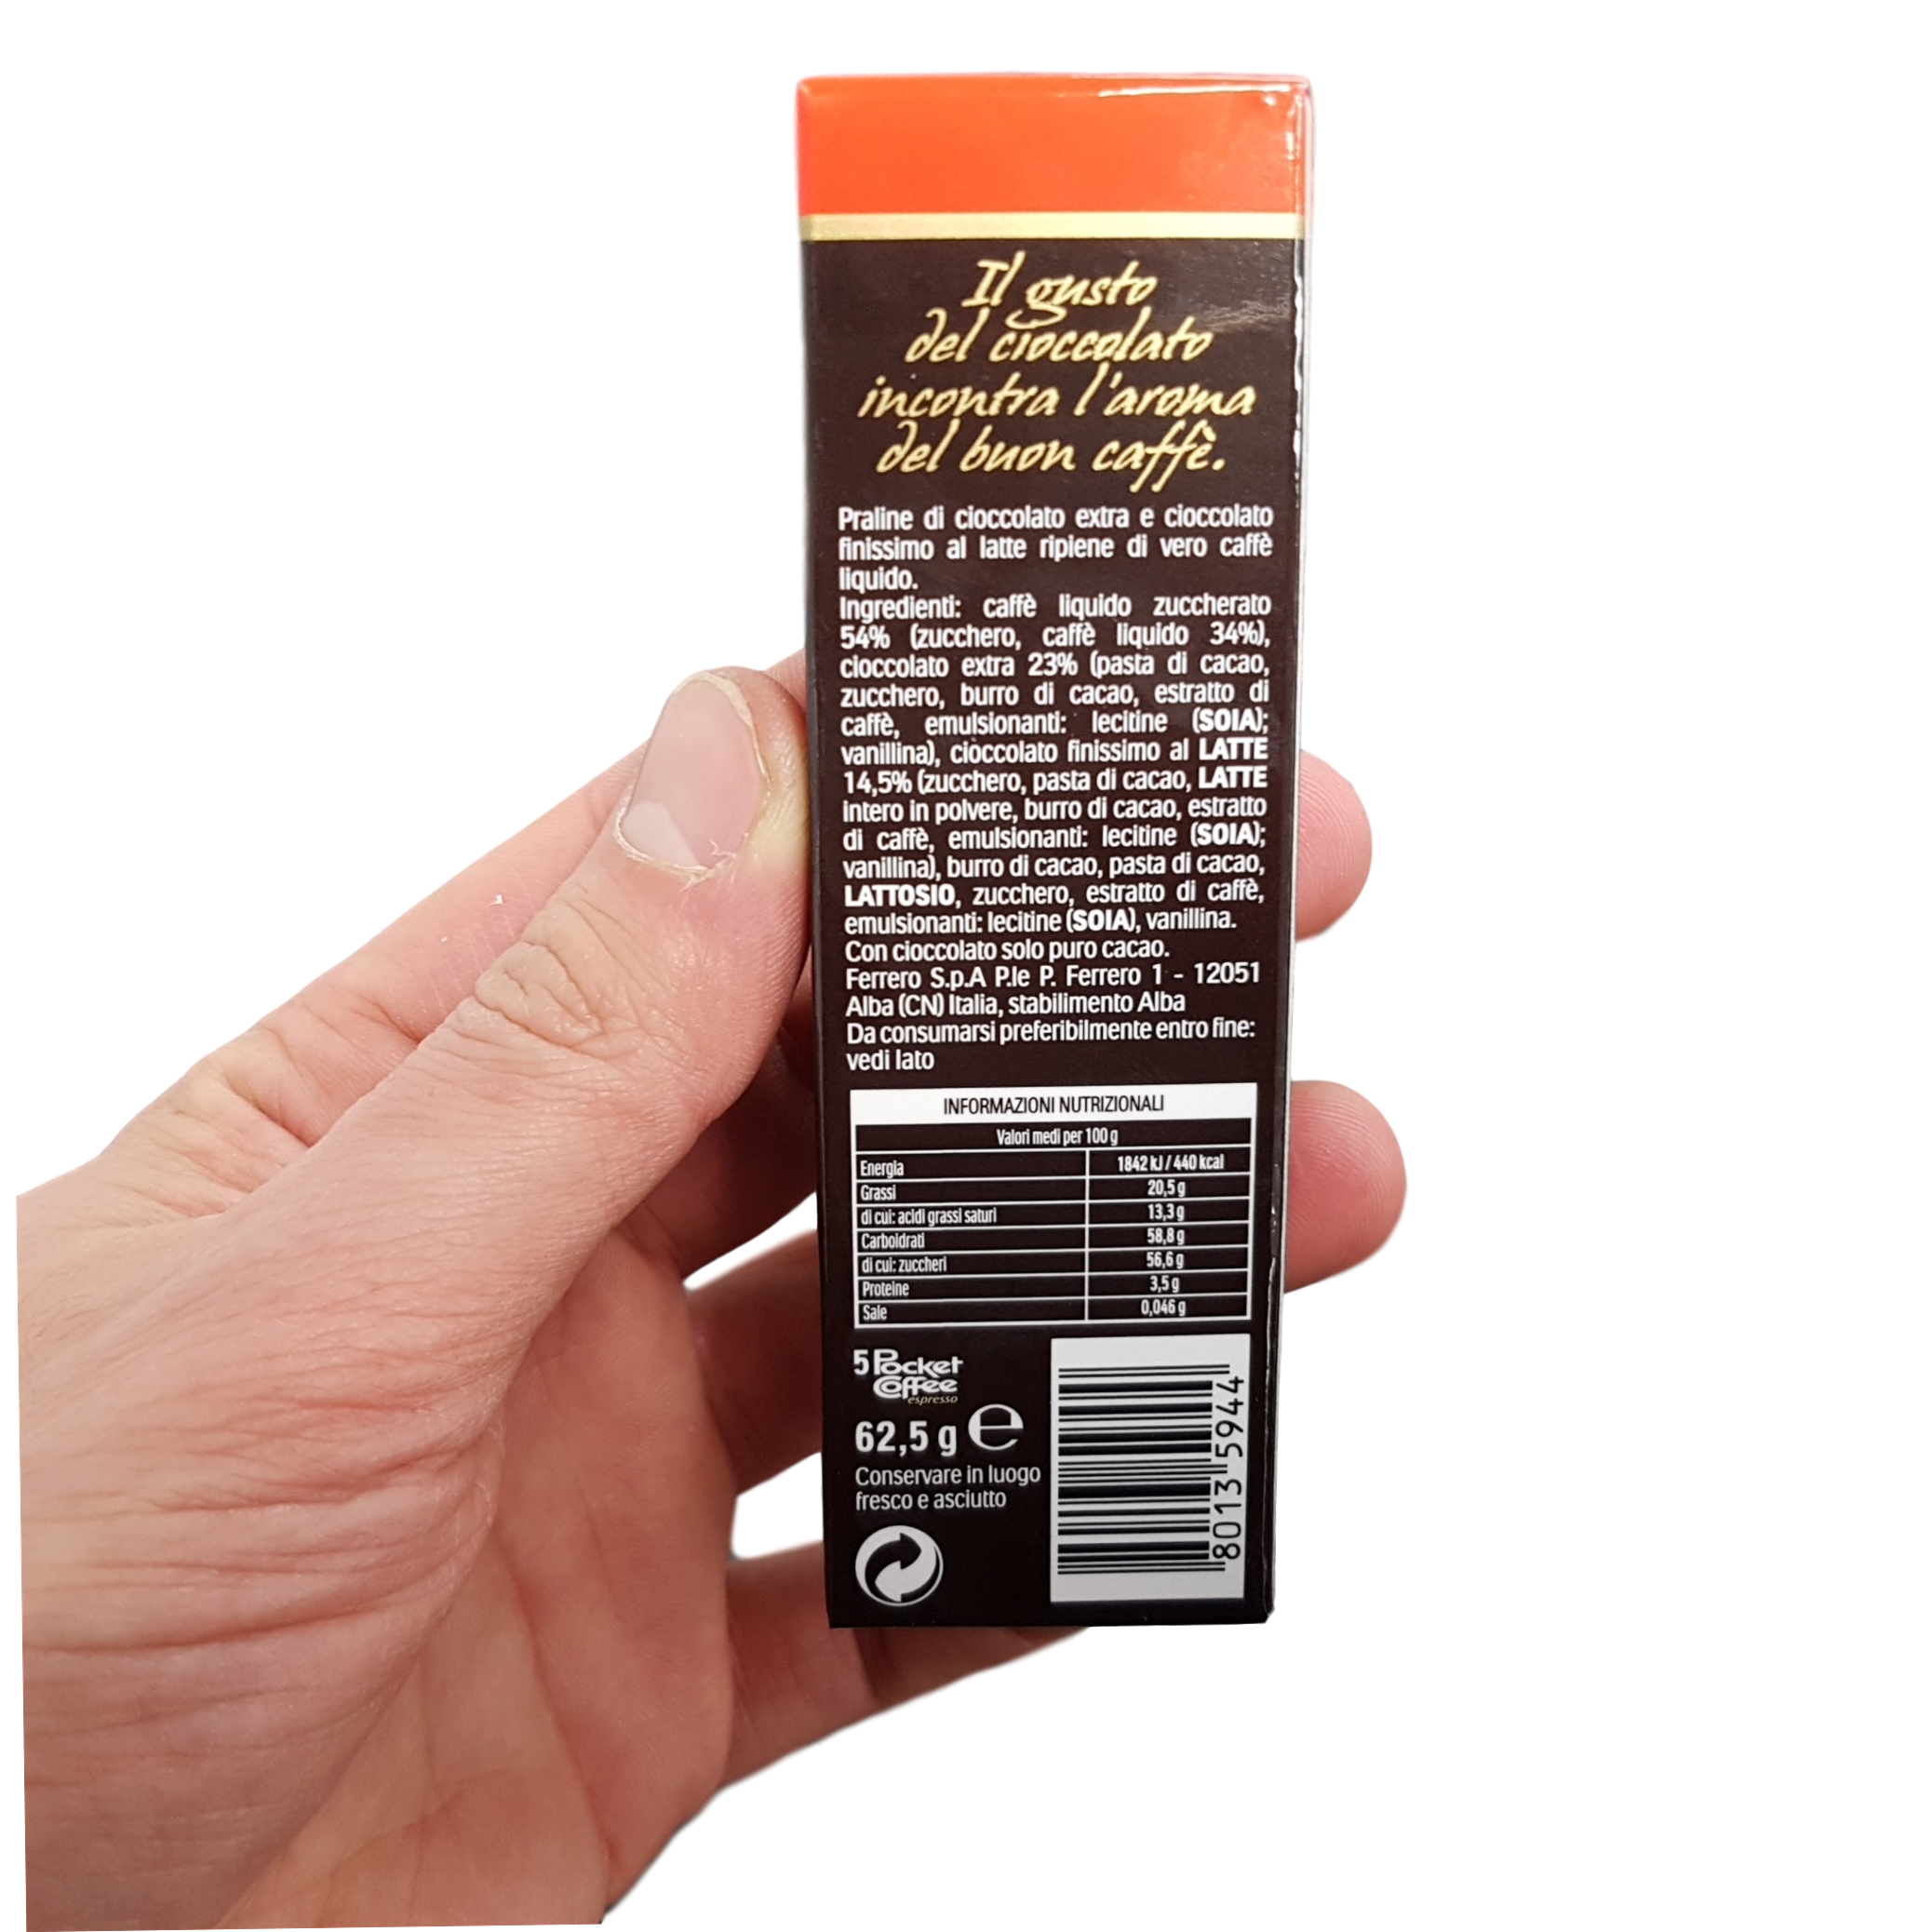 Il gusto
del cioccolato
incontra l'aroma
del buon caffè.
Praline di cioccolato extra e cioccolato
finissimo al latte ripiene di vero caffè
liquido.
Ingredienti: caffè liquido zuccherato
54% (zucchero, caffè liquido 34%),
cioccolato extra 23% (pasta di cacao,
zucchero, burro di cacao, estratto di
caffè, emulsionanti: lecitine (SOIA);
vanillina), cioccolato finissimo al LATTE
14,5% (zucchero, pasta di cacao, LATTE
intero in polvere, burro di cacao, estratto
di caffè, emulsionanti: lecitine (SOIA);
vanillina), burro di cacao, pasta di cacao,
LATTOSIO, zucchero, estratto di caffè,
emulsionanti: lecitine (SOIA), vanillina.
Con cioccolato solo puro cacao.
Ferrero S.p.A P.le P. Ferrero 1 - 12051
Alba (CN) Italia, stabilimento Alba
Da consumarsi preferibilmente entro fine:
vedi lato
INFORMAZIONI NUTRIZIONALI
Valori medi per 100 g
Energia 1842 kJ / 440 kcal
Grassi 20,5 g
di cui: acidi grassi saturi 13,3 g
Carboidrati 58,8 g
di cui: zuccheri 56,6 g
Proteine 3,5 g
Sale 0,046 g
5 Pocket
Coffee
espresso
62,5 g e
Conservare in luogo
fresco e asciutto
8013 5944